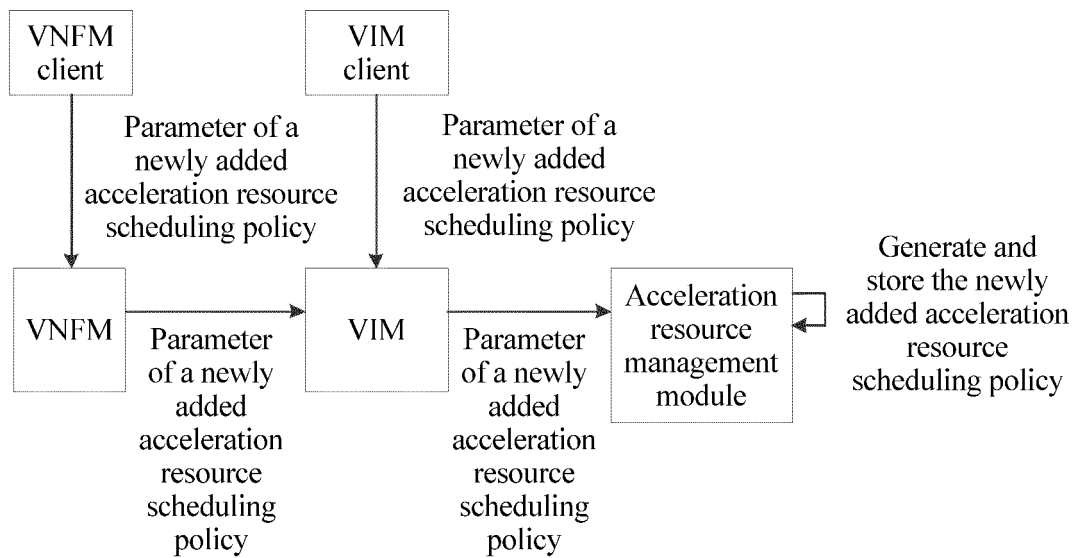 VNFM
client
VIM
client
Parameter of a
newly added
acceleration resource
scheduling policy
Parameter of a
newly added
acceleration resource
scheduling policy
VNFM
VIM
Acceleration
resource
management
module
Generate and
store the newly
added acceleration
resource
scheduling policy
Parameter
of a newly
added
acceleration
resource
scheduling
policy
Parameter
of a newly
added
acceleration
resource
scheduling
policy